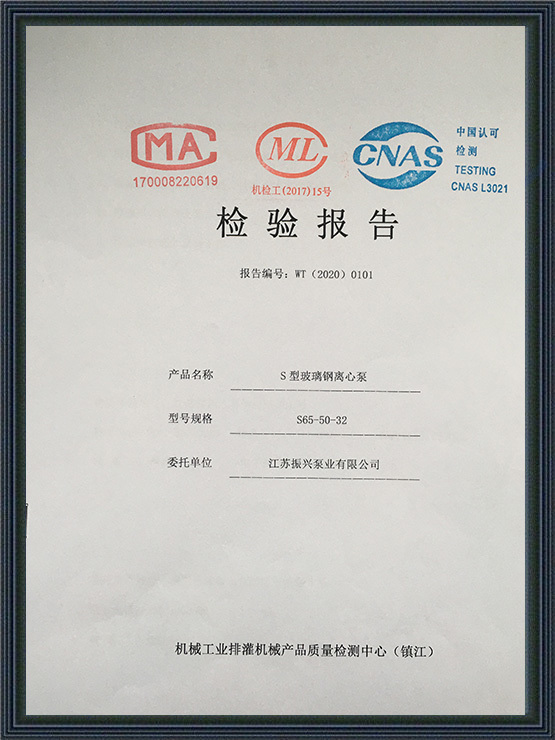 MA
170008220619
ML
机检工(2017)15号
CNAS
中国认可
检测
TESTING
CNAS L3021
检验报告
报告编号：WT（2020）0101
产品名称 S型玻璃钢离心泵
型号规格 S65-50-32
委托单位 江苏振兴泵业有限公司
机械工业排灌机械产品质量检测中心（镇江）